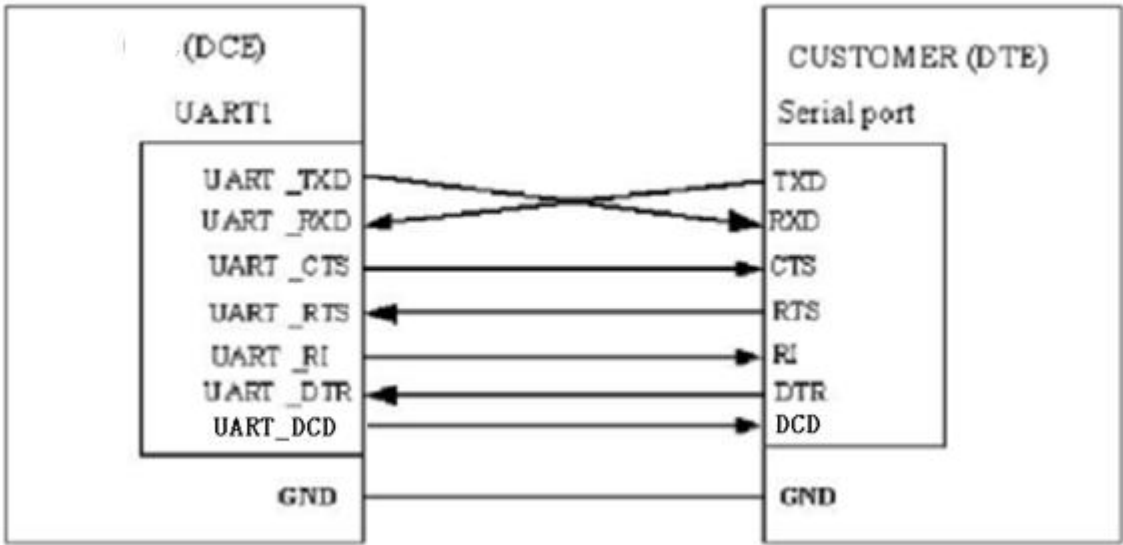 (DCE)
UART1
UART _TXD
UART _RXD
UART _CTS
UART _RTS
UART _RI
UART _DTR
UART_DCD
GND
CUSTOMER (DTE)
Serial port
TXD
RXD
CTS
RTS
RI
DTR
DCD
GND